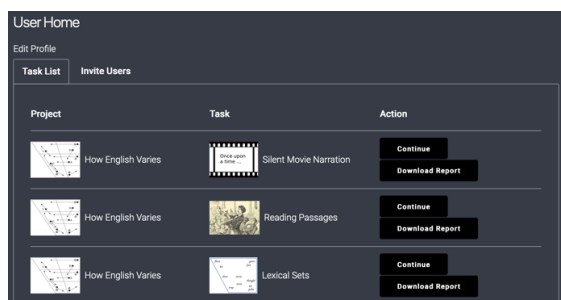 User Home
Edit Profile
Task List Invite Users
Project Task Action
How English Varies
Once upon
a time ...
Silent Movie Narration
Continue
Download Report
How English Varies
Reading Passages
Continue
Download Report
How English Varies
Lexical Sets
Continue
Download Report